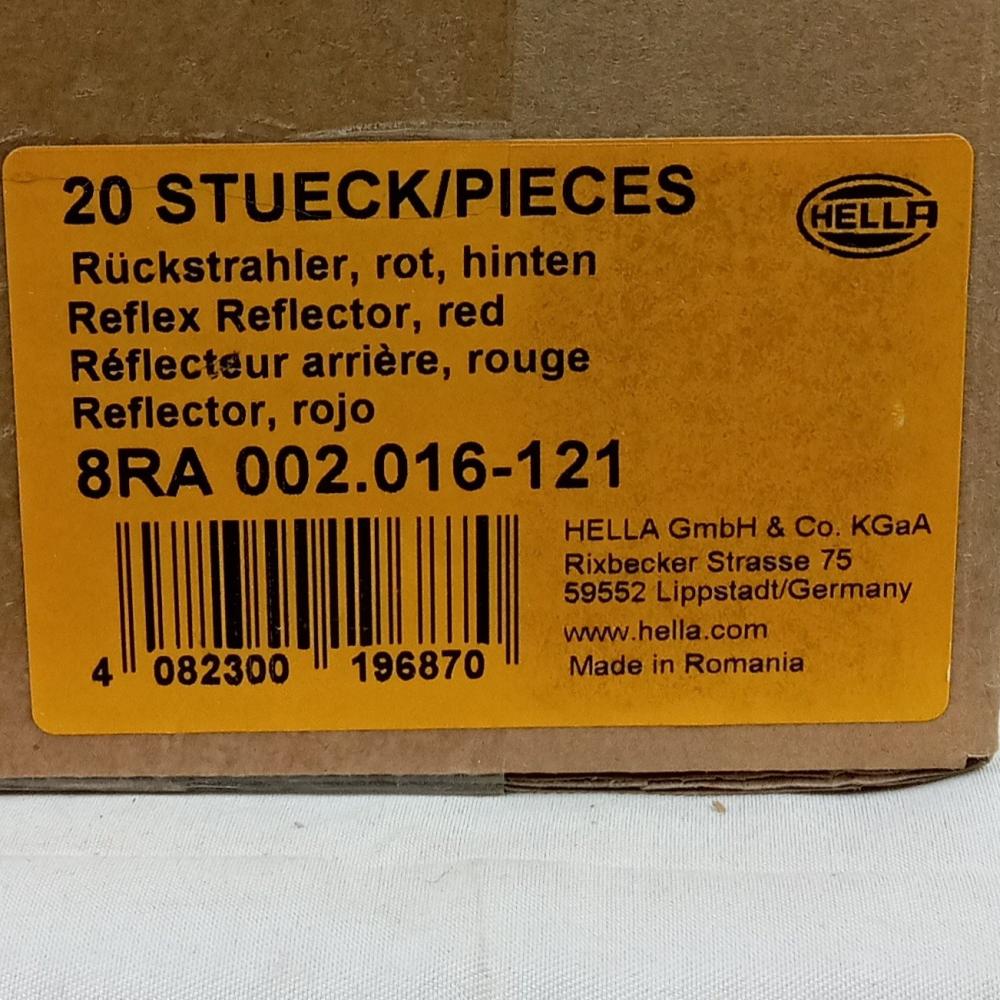 20 STUECK/PIECES
HELLA
Rückstrahler, rot, hinten
Reflex Reflector, red
Réflecteur arrière, rouge
Reflector, rojo
8RA 002.016-121
HELLA GmbH & Co. KGaA
Rixbecker Strasse 75
59552 Lippstadt/Germany
www.hella.com
Made in Romania
4 082300 196870